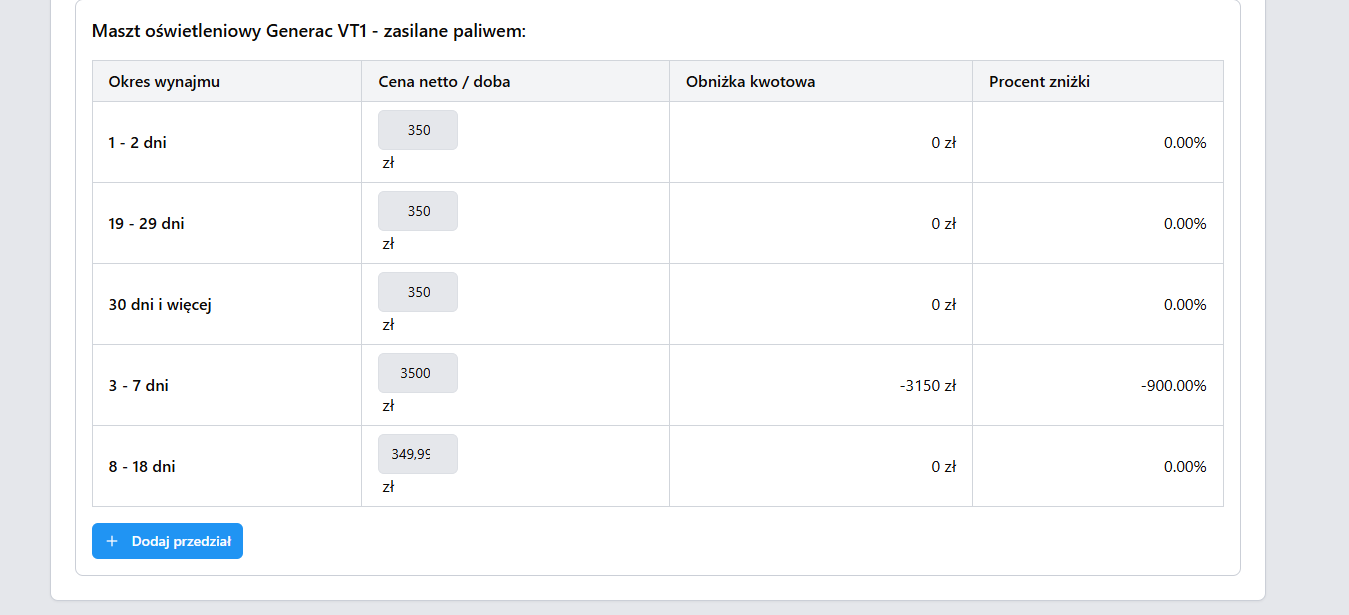 Maszt oświetleniowy Generac VT1 - zasilane paliwem:
Okres wynajmu Cena netto / doba Obniżka kwotowa Procent zniżki
1 - 2 dni 350 zł 0 zł 0.00%
19 - 29 dni 350 zł 0 zł 0.00%
30 dni i więcej 350 zł 0 zł 0.00%
3 - 7 dni 3500 zł -3150 zł -900.00%
8 - 18 dni 349,99 zł 0 zł 0.00%
+ Dodaj przedział